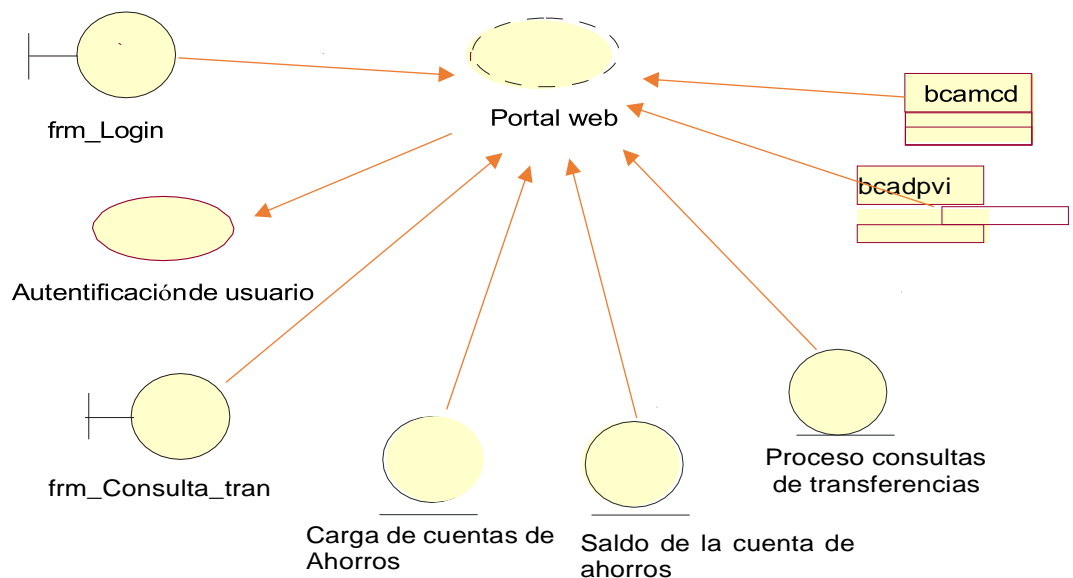 bcamcd
Portal web
frm_Login
bcadpvi
Autentificaciónde usuario
Proceso consultas
de transferencias
frm_Consulta_tran
Carga de cuentas de
Ahorros
Saldo de la cuenta de
ahorros